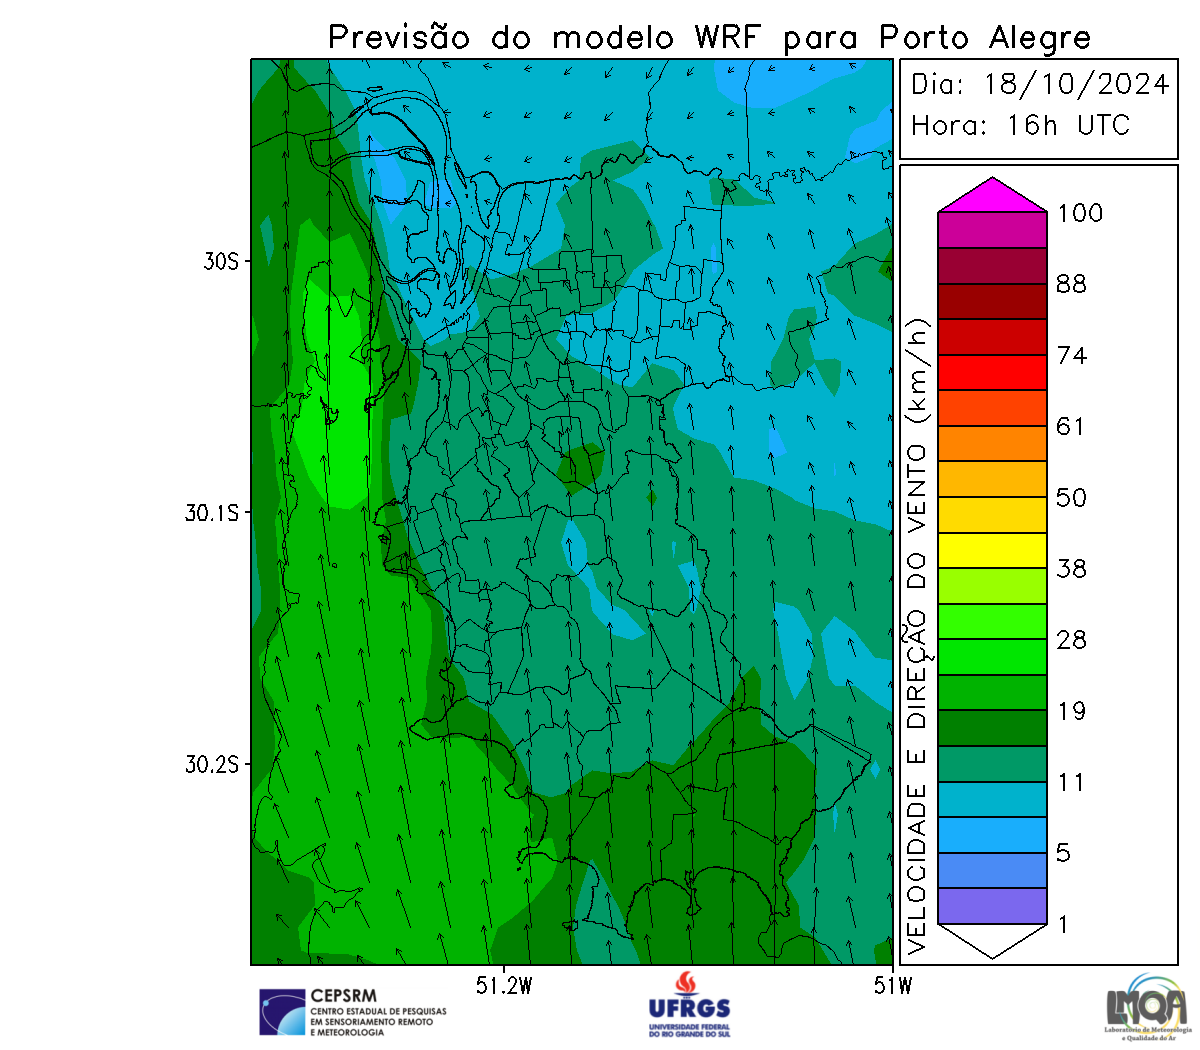 Previsão do modelo WRF para Porto Alegre
Dia: 18/10/2024
Hora: 16h UTC
30S
30.1S
30.2S
51.2W
51W
VELOCIDADE E DIREÇÃO DO VENTO (km/h)
100
88
74
61
50
38
28
19
11
5
1
CEPSRM
CENTRO ESTADUAL DE PESQUISAS
EM SENSORIAMENTO REMOTO
E METEOROLOGIA
UFRGS
UNIVERSIDADE FEDERAL
DO RIO GRANDE DO SUL
LMQA
Laboratório de Meteorologia
e Qualidade do Ar